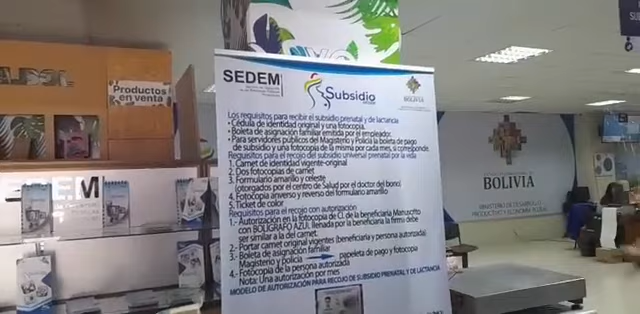 Productos
en venta
SEDEM
Subsidio
BOLIVIA
Los requisitos para recibir el subsidio prenatal y de lactancia
• Cédula de identidad original y una fotocopia.
• Boleta de asignación familiar emitida por el empleador.
• Para servidores públicos del Magisterio y Policía la boleta de pago
de subsidio y una fotocopia de la misma por cada mes, si corresponde.
Requisitos para el recojo del subsidio universal prenatal por la vida
1. Carnet de identidad vigente-original
2. Dos fotocopias de carnet
3. Formulario amarillo y celeste
(otorgados por el centro de Salud por el doctor del bono)
4. Fotocopia anverso y reverso del formulario amarillo
5. Ticket de color
Requisitos para el recojo con autorización
1.- Autorización en la fotocopia de CI. de la beneficiaria Manuscrito
con BOLIGRAFO AZUL, llenada por la beneficiaria la firma debe
ser similar a la del carnet.
2.- Portar carnet original vigentes (beneficiaria y persona autorizada)
3.- Boleta de asignación familiar
Magisterio y policía → papeleta de pago y fotocopia
4.- Fotocopia de la persona autorizada
Nota: Una autorización por mes
MODELO DE AUTORIZACIÓN PARA RECOJO DE SUBSIDIO PRENATAL Y DE LACTANCIA
SEDEM
BOLIVIA
MINISTERIO DE DESARROLLO
PRODUCTIVO Y ECONOMÍA PLURAL